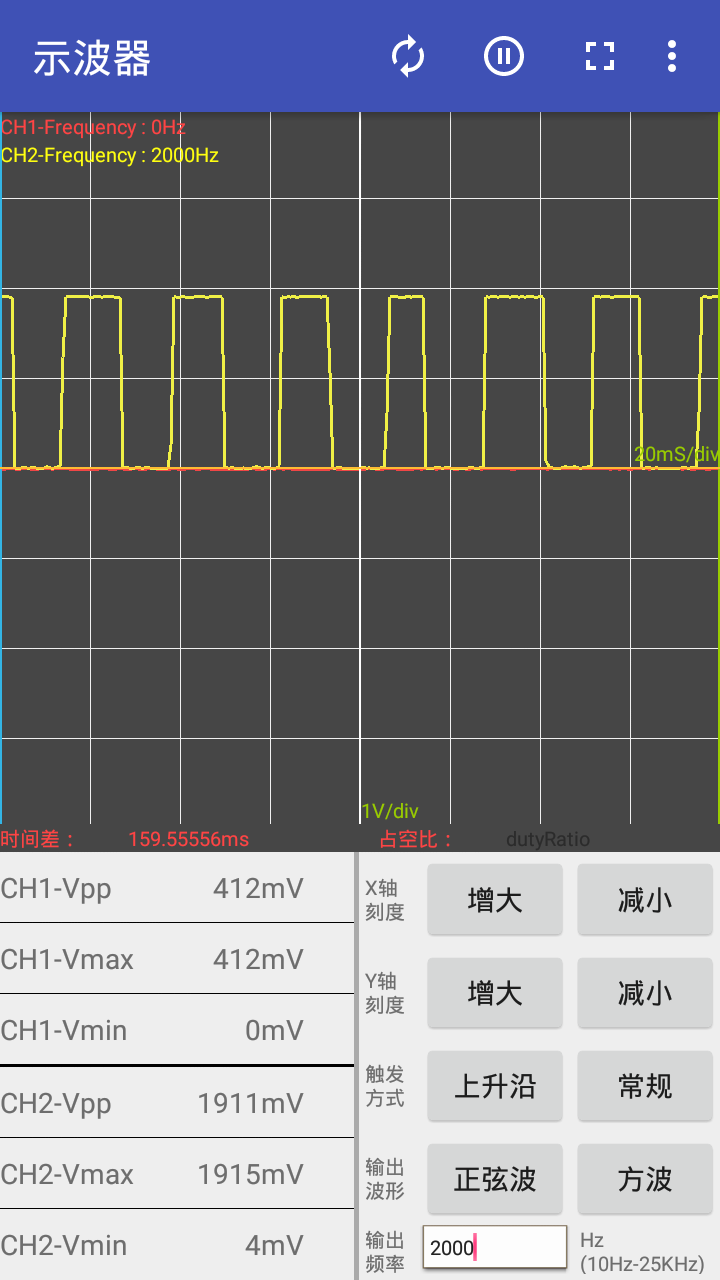 示波器
CH1-Frequency : 0Hz
CH2-Frequency : 2000Hz
20mS/div
1V/div
时间差： 159.55556ms 占空比： dutyRatio
CH1-Vpp 412mV
CH1-Vmax 412mV
CH1-Vmin 0mV
CH2-Vpp 1911mV
CH2-Vmax 1915mV
CH2-Vmin 4mV
X轴
刻度
增大 减小
Y轴
刻度
增大 减小
触发
方式
上升沿 常规
输出
波形
正弦波 方波
输出
频率
2000
Hz
(10Hz-25KHz)